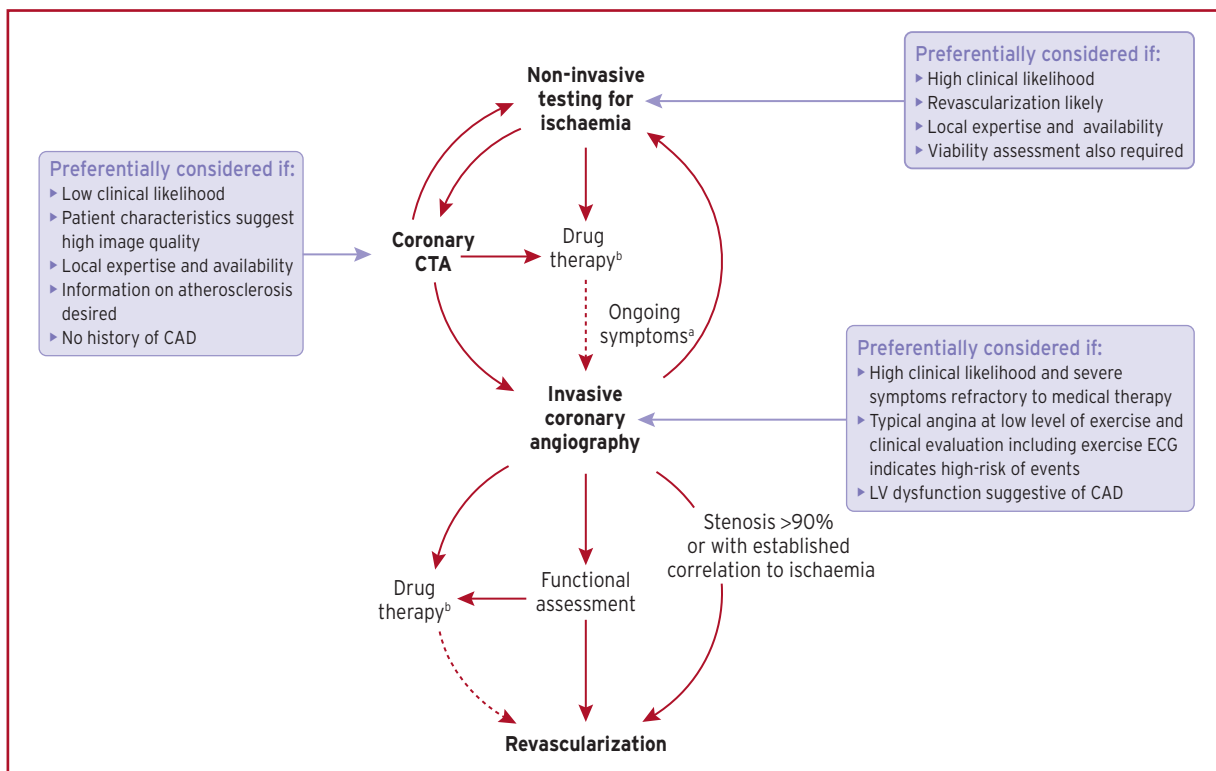 Non-invasive
testing for
ischaemia
Preferentially considered if:
▸ High clinical likelihood
▸ Revascularization likely
▸ Local expertise and availability
▸ Viability assessment also required
Preferentially considered if:
▸ Low clinical likelihood
▸ Patient characteristics suggest
high image quality
▸ Local expertise and availability
▸ Information on atherosclerosis
desired
▸ No history of CAD
Coronary
CTA
Drug
therapyᵇ
Ongoing
symptomsᵃ
Preferentially considered if:
▸ High clinical likelihood and severe
symptoms refractory to medical therapy
▸ Typical angina at low level of exercise and
clinical evaluation including exercise ECG
indicates high-risk of events
▸ LV dysfunction suggestive of CAD
Invasive
coronary
angiography
Stenosis >90%
or with established
correlation to ischaemia
Drug
therapyᵇ
Functional
assessment
Revascularization